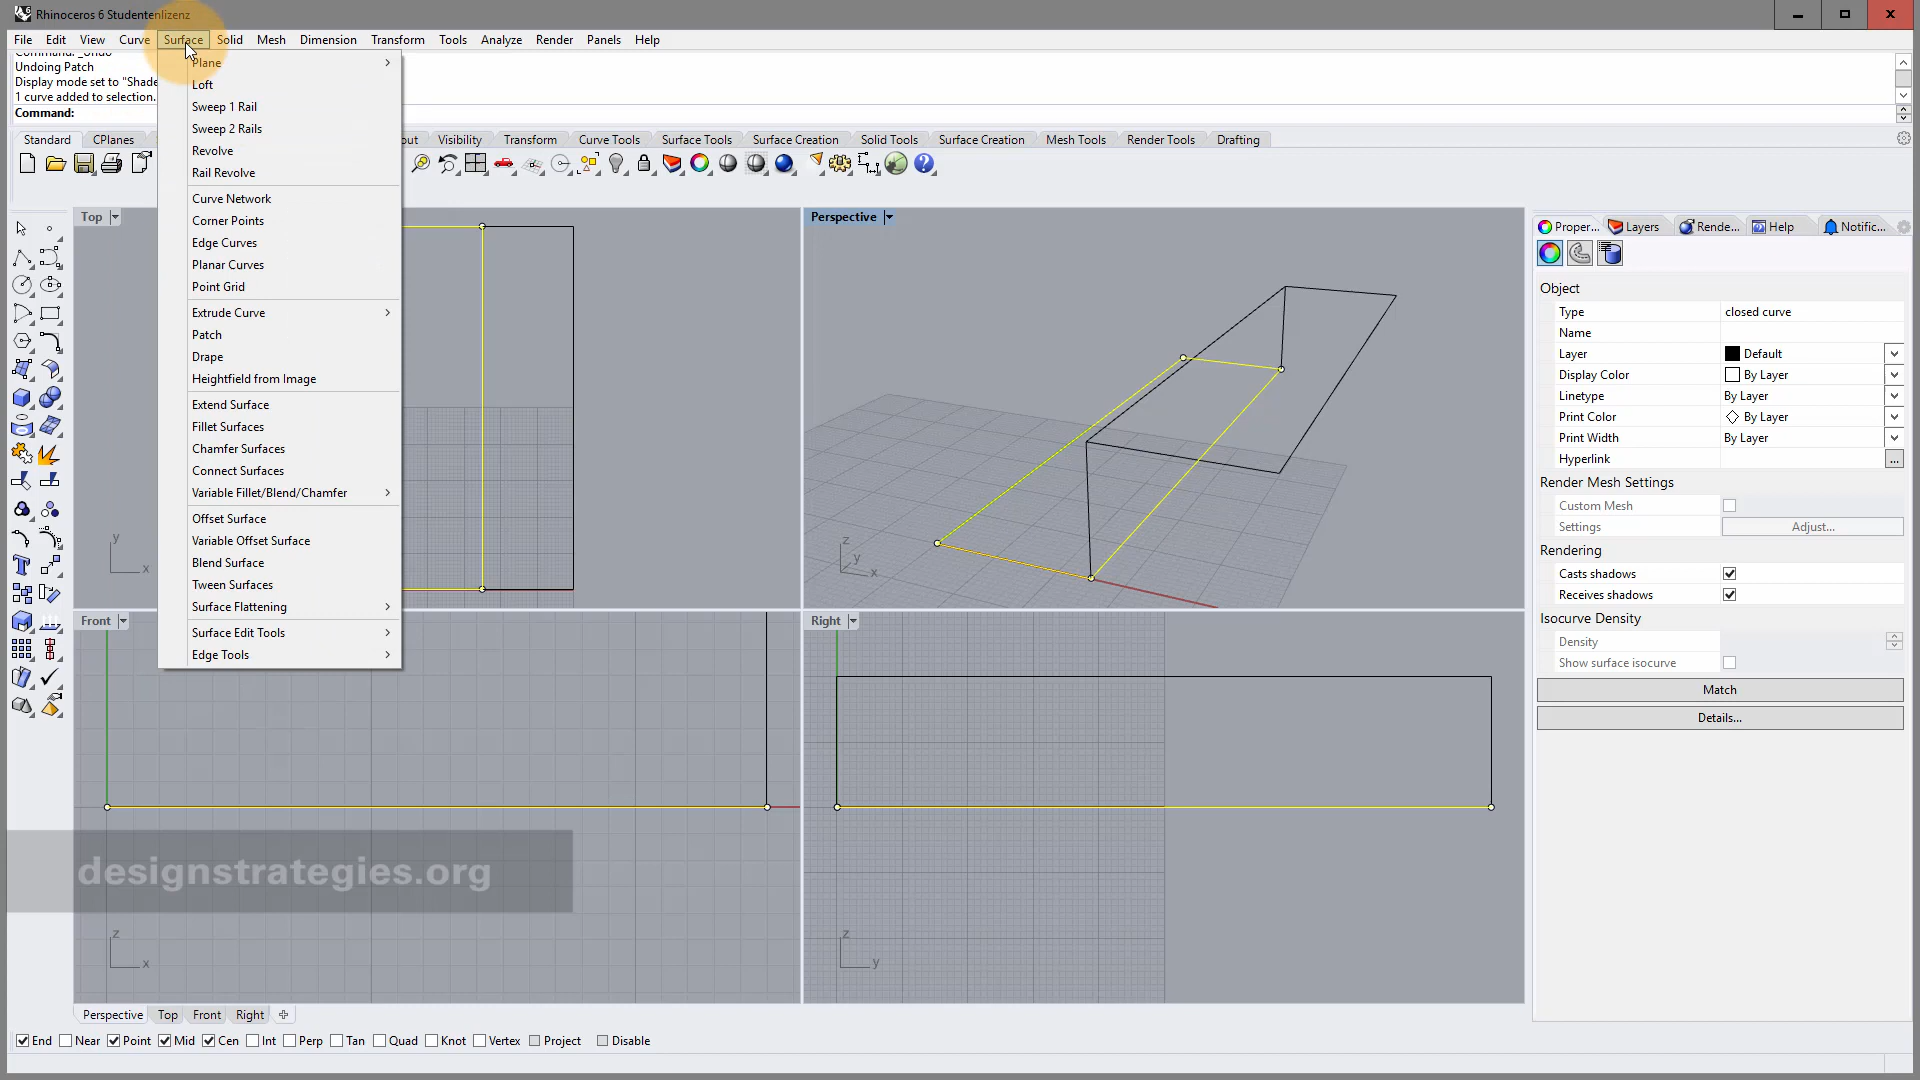 Rhinoceros 6 Studentenlizenz
File Edit View Curve Surface Solid Mesh Dimension Transform Tools Analyze Render Panels Help
Undoing Patch
Display mode set to "Shade
1 curve added to selection.
Command:
Standard CPlanes out Visibility Transform Curve Tools Surface Tools Surface Creation Solid Tools Surface Creation Mesh Tools Render Tools Drafting
Plane
Loft
Sweep 1 Rail
Sweep 2 Rails
Revolve
Rail Revolve
Curve Network
Corner Points
Edge Curves
Planar Curves
Point Grid
Extrude Curve
Patch
Drape
Heightfield from Image
Extend Surface
Fillet Surfaces
Chamfer Surfaces
Connect Surfaces
Variable Fillet/Blend/Chamfer
Offset Surface
Variable Offset Surface
Blend Surface
Tween Surfaces
Surface Flattening
Surface Edit Tools
Edge Tools
Top
y
x
Perspective
z
y
x
Front
z
x
Right
z
y
Proper... Layers Rende... Help Notific...
Object
Type closed curve
Name
Layer Default
Display Color By Layer
Linetype By Layer
Print Color By Layer
Print Width By Layer
Hyperlink ...
Render Mesh Settings
Custom Mesh
Settings Adjust...
Rendering
Casts shadows
Receives shadows
Isocurve Density
Density
Show surface isocurve
Match
Details...
designstrategies.org
Perspective Top Front Right
End Near Point Mid Cen Int Perp Tan Quad Knot Vertex Project Disable